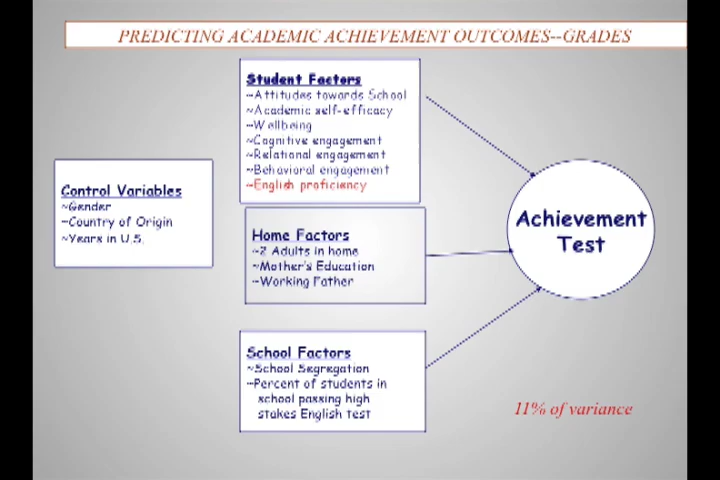 PREDICTING ACADEMIC ACHIEVEMENT OUTCOMES--GRADES
Student Factors
~Attitudes towards School
~Academic self-efficacy
~Wellbeing
~Cognitive engagement
~Relational engagement
~Behavioral engagement
~English proficiency
Control Variables
~Gender
~Country of Origin
~Years in U.S.
Home Factors
~2 Adults in home
~Mother's Education
~Working Father
School Factors
~School Segregation
~Percent of students in
school passing high
stakes English test
Achievement
Test
11% of variance